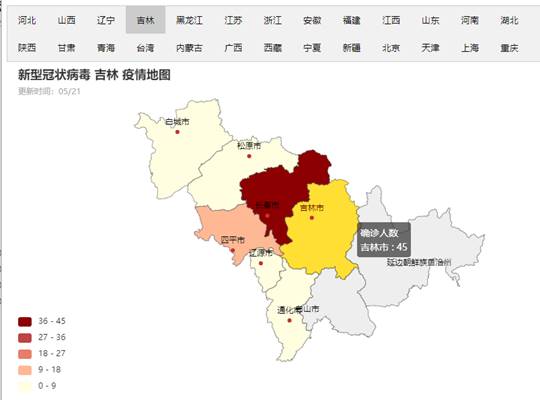 河北 山西 辽宁 吉林 黑龙江 江苏 浙江 安徽 福建 江西 山东 河南 湖北
陕西 甘肃 青海 台湾 内蒙古 广西 西藏 宁夏 新疆 北京 天津 上海 重庆
新型冠状病毒 吉林 疫情地图
更新时间：05/21
白城市
松原市
长春市
吉林市
确诊人数
四平市
吉林市 : 45
辽源市
延边朝鲜族自治州
通化市
白山市
36 - 45
27 - 36
18 - 27
9 - 18
0 - 9